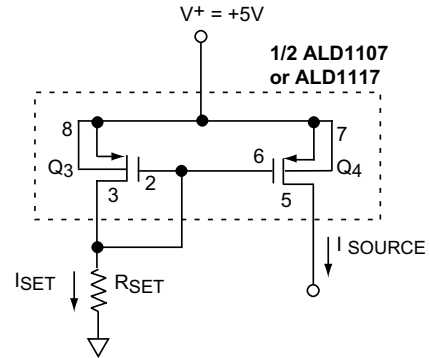 V+ = +5V
1/2 ALD1107
or ALD1117
8
7
Q3
3
2
6
5
Q4
I SOURCE
ISET
RSET